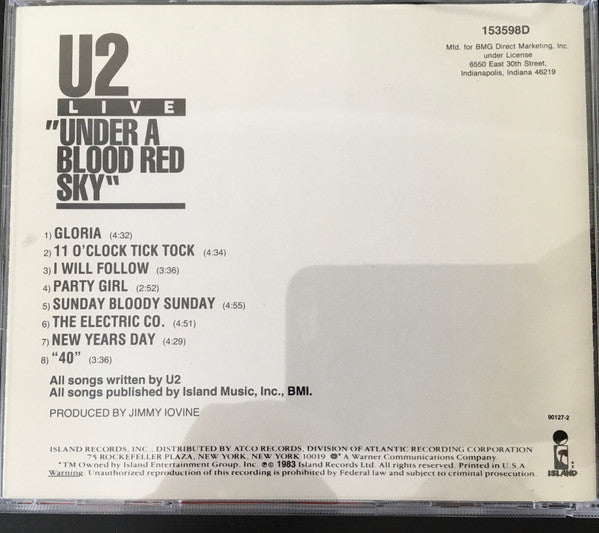 153598D
Mfd. for BMG Direct Marketing, Inc.
under License
6550 East 30th Street,
Indianapolis, Indiana 46219
U2
LIVE
"UNDER A
BLOOD RED
SKY"
1) GLORIA (4:32)
2) 11 O'CLOCK TICK TOCK (4:34)
3) I WILL FOLLOW (3:36)
4) PARTY GIRL (2:52)
5) SUNDAY BLOODY SUNDAY (4:55)
6) THE ELECTRIC CO. (4:51)
7) NEW YEARS DAY (4:29)
8) "40" (3:36)
All songs written by U2
All songs published by Island Music, Inc., BMI.
PRODUCED BY JIMMY IOVINE
90127-2
ISLAND RECORDS, INC., DISTRIBUTED BY ATCO RECORDS, DIVISION OF ATLANTIC RECORDING CORPORATION
75 ROCKEFELLER PLAZA, NEW YORK, NEW YORK 10019 ®* A Warner Communications Company
*TM Owned by Island Entertainment Group, Inc. ℗© 1983 Island Records Ltd. All rights reserved. Printed in U.S.A.
Warning: Unauthorized reproduction of this recording is prohibited by Federal law and subject to criminal prosecution.
ISLAND